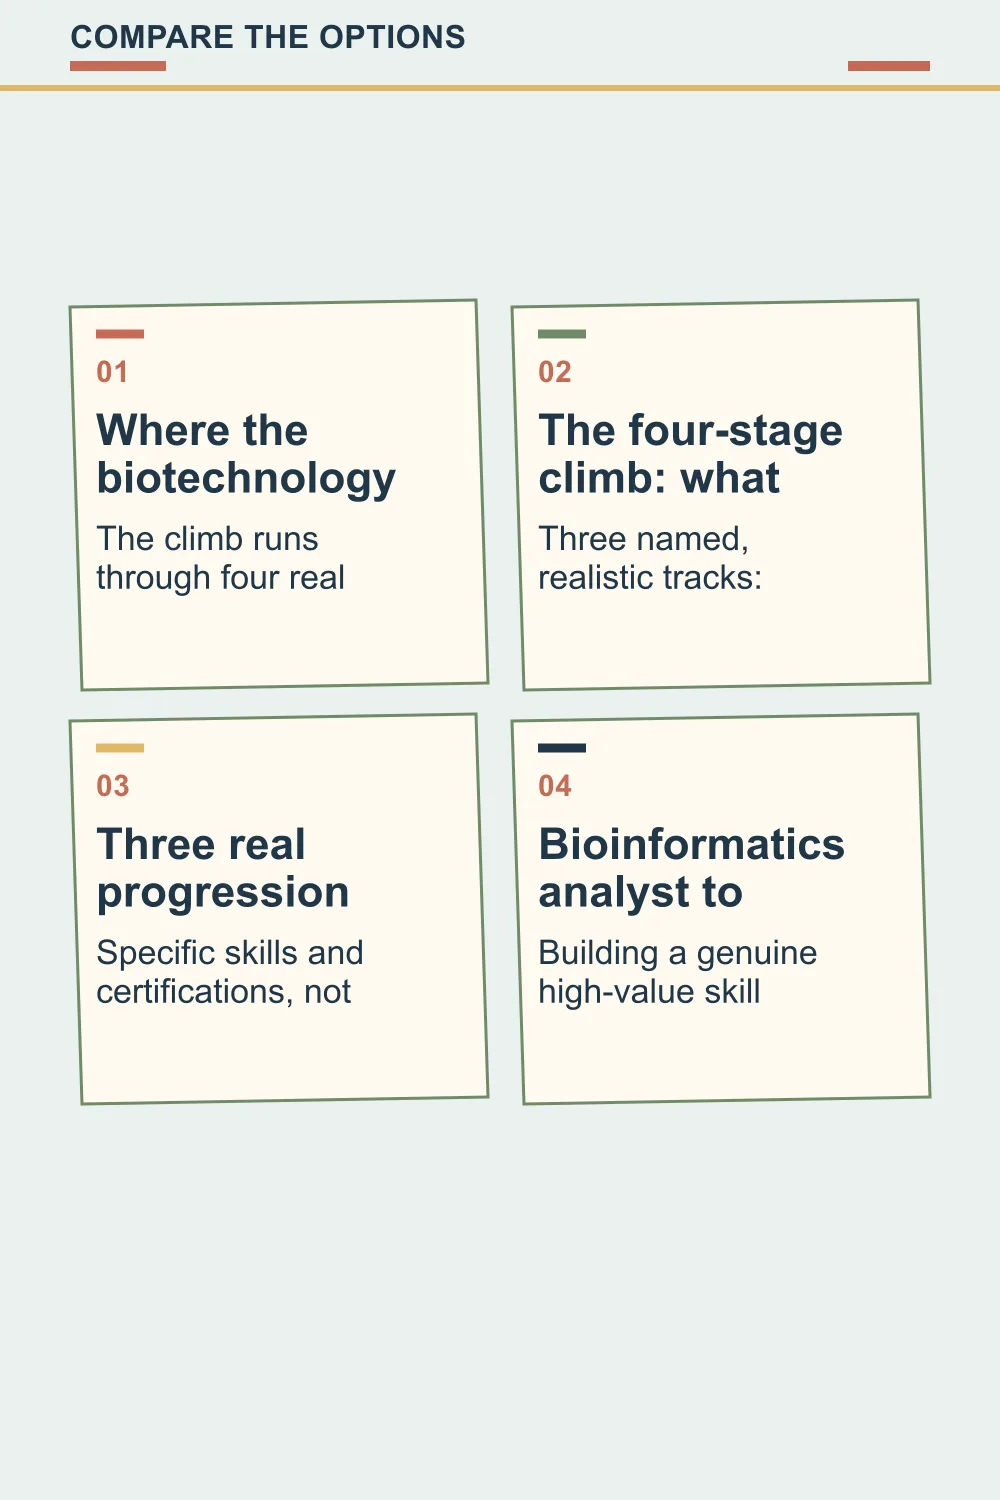 COMPARE THE OPTIONS
01
Where the
biotechnology
The climb runs
through four real
02
The four-stage
climb: what
Three named,
realistic tracks:
03
Three real
progression
Specific skills and
certifications, not
04
Bioinformatics
analyst to
Building a genuine
high-value skill